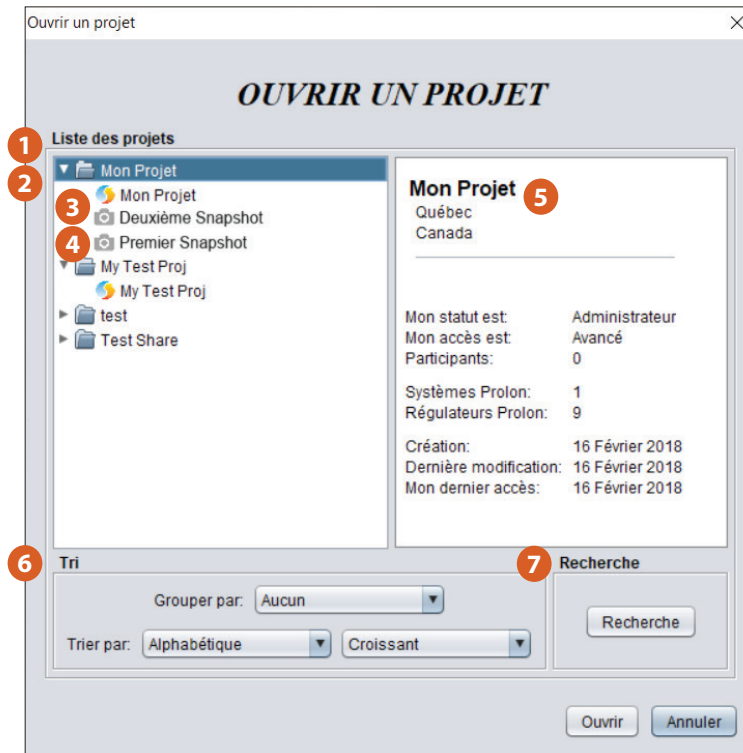 Ouvrir un projet
OUVRIR UN PROJET
1 Liste des projets
2 Mon Projet
Mon Projet
3 Deuxième Snapshot
4 Premier Snapshot
My Test Proj
My Test Proj
test
Test Share
Mon Projet 5
Québec
Canada
Mon statut est: Administrateur
Mon accès est: Avancé
Participants: 0
Systèmes Prolon: 1
Régulateurs Prolon: 9
Création: 16 Février 2018
Dernière modification: 16 Février 2018
Mon dernier accès: 16 Février 2018
6 Tri
Grouper par: Aucun
Trier par: Alphabétique Croissant
7 Recherche
Recherche
Ouvrir Annuler